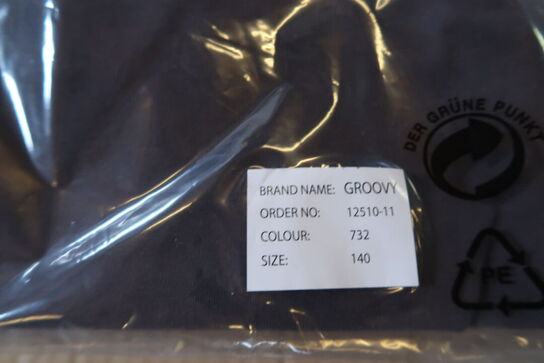 DER GRÜNE PUNKT
BRAND NAME: GROOVY
ORDER NO: 12510-11
COLOUR: 732
SIZE: 140
PE